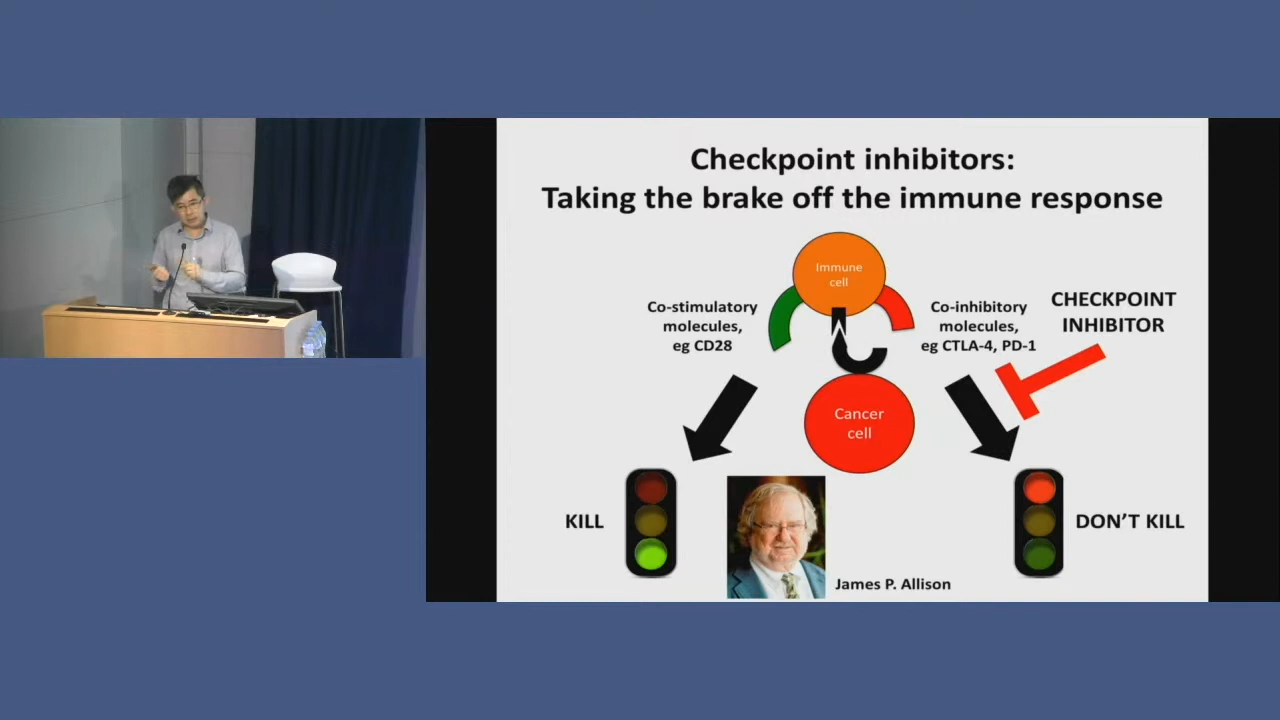 Checkpoint inhibitors:
Taking the brake off the immune response
Immune
cell
Co-stimulatory
molecules,
eg CD28
Co-inhibitory
molecules,
eg CTLA-4, PD-1
CHECKPOINT
INHIBITOR
Cancer
cell
KILL
DON'T KILL
James P. Allison